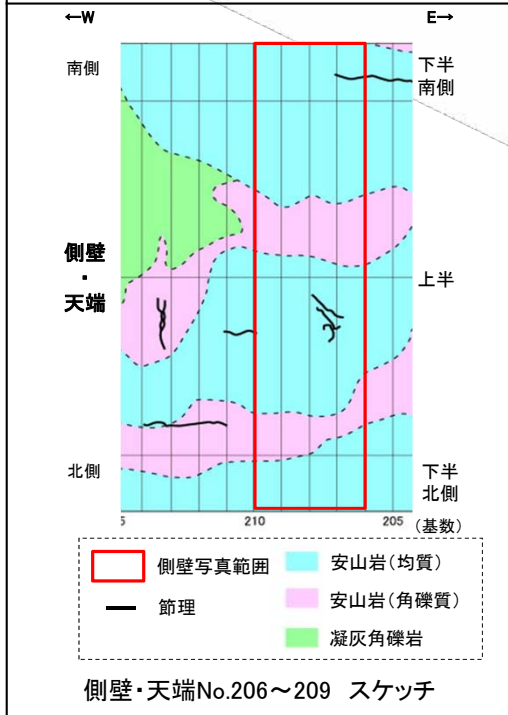 ←W
E→
南側
下半
南側
側壁
・
天端
上半
北側
下半
北側
5
210
205
(基数)
側壁写真範囲
節理
安山岩(均質)
安山岩(角礫質)
凝灰角礫岩
側壁・天端No.206～209 スケッチ